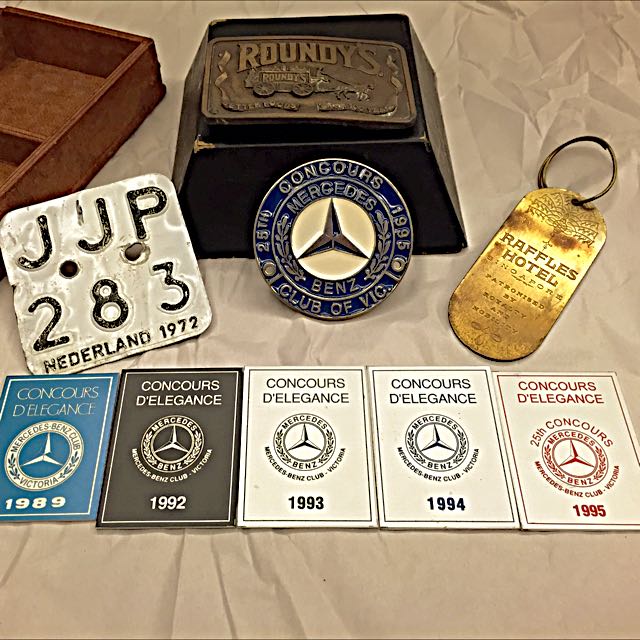 ROUNDY'S
ROUNDY'S
CONCOURS
25TH
1995
MERCEDES
BENZ
CLUB OF VIC.
JJP
283
NEDERLAND 1972
RAFFLES
HOTEL
PATRONISED
BY
AND
CONCOURS
D'ELEGANCE
MERCEDES-BENZ CLUB
VICTORIA
1989
CONCOURS
D'ELEGANCE
MERCEDES
BENZ
MERCEDES-BENZ CLUB - VICTORIA
1992
CONCOURS
D'ELEGANCE
MERCEDES
BENZ
MERCEDES-BENZ CLUB - VICTORIA
1993
CONCOURS
D'ELEGANCE
MERCEDES
BENZ
MERCEDES-BENZ CLUB - VICTORIA
1994
CONCOURS
D'ELEGANCE
25th CONCOURS
MERCEDES
BENZ
MERCEDES-BENZ CLUB - VICTORIA
1995